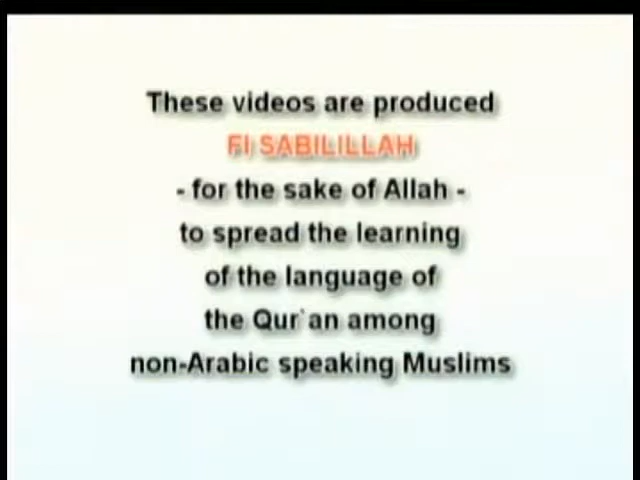 These videos are produced
FI SABILILLAH
- for the sake of Allah -
to spread the learning
of the language of
the Qur`an among
non-Arabic speaking Muslims